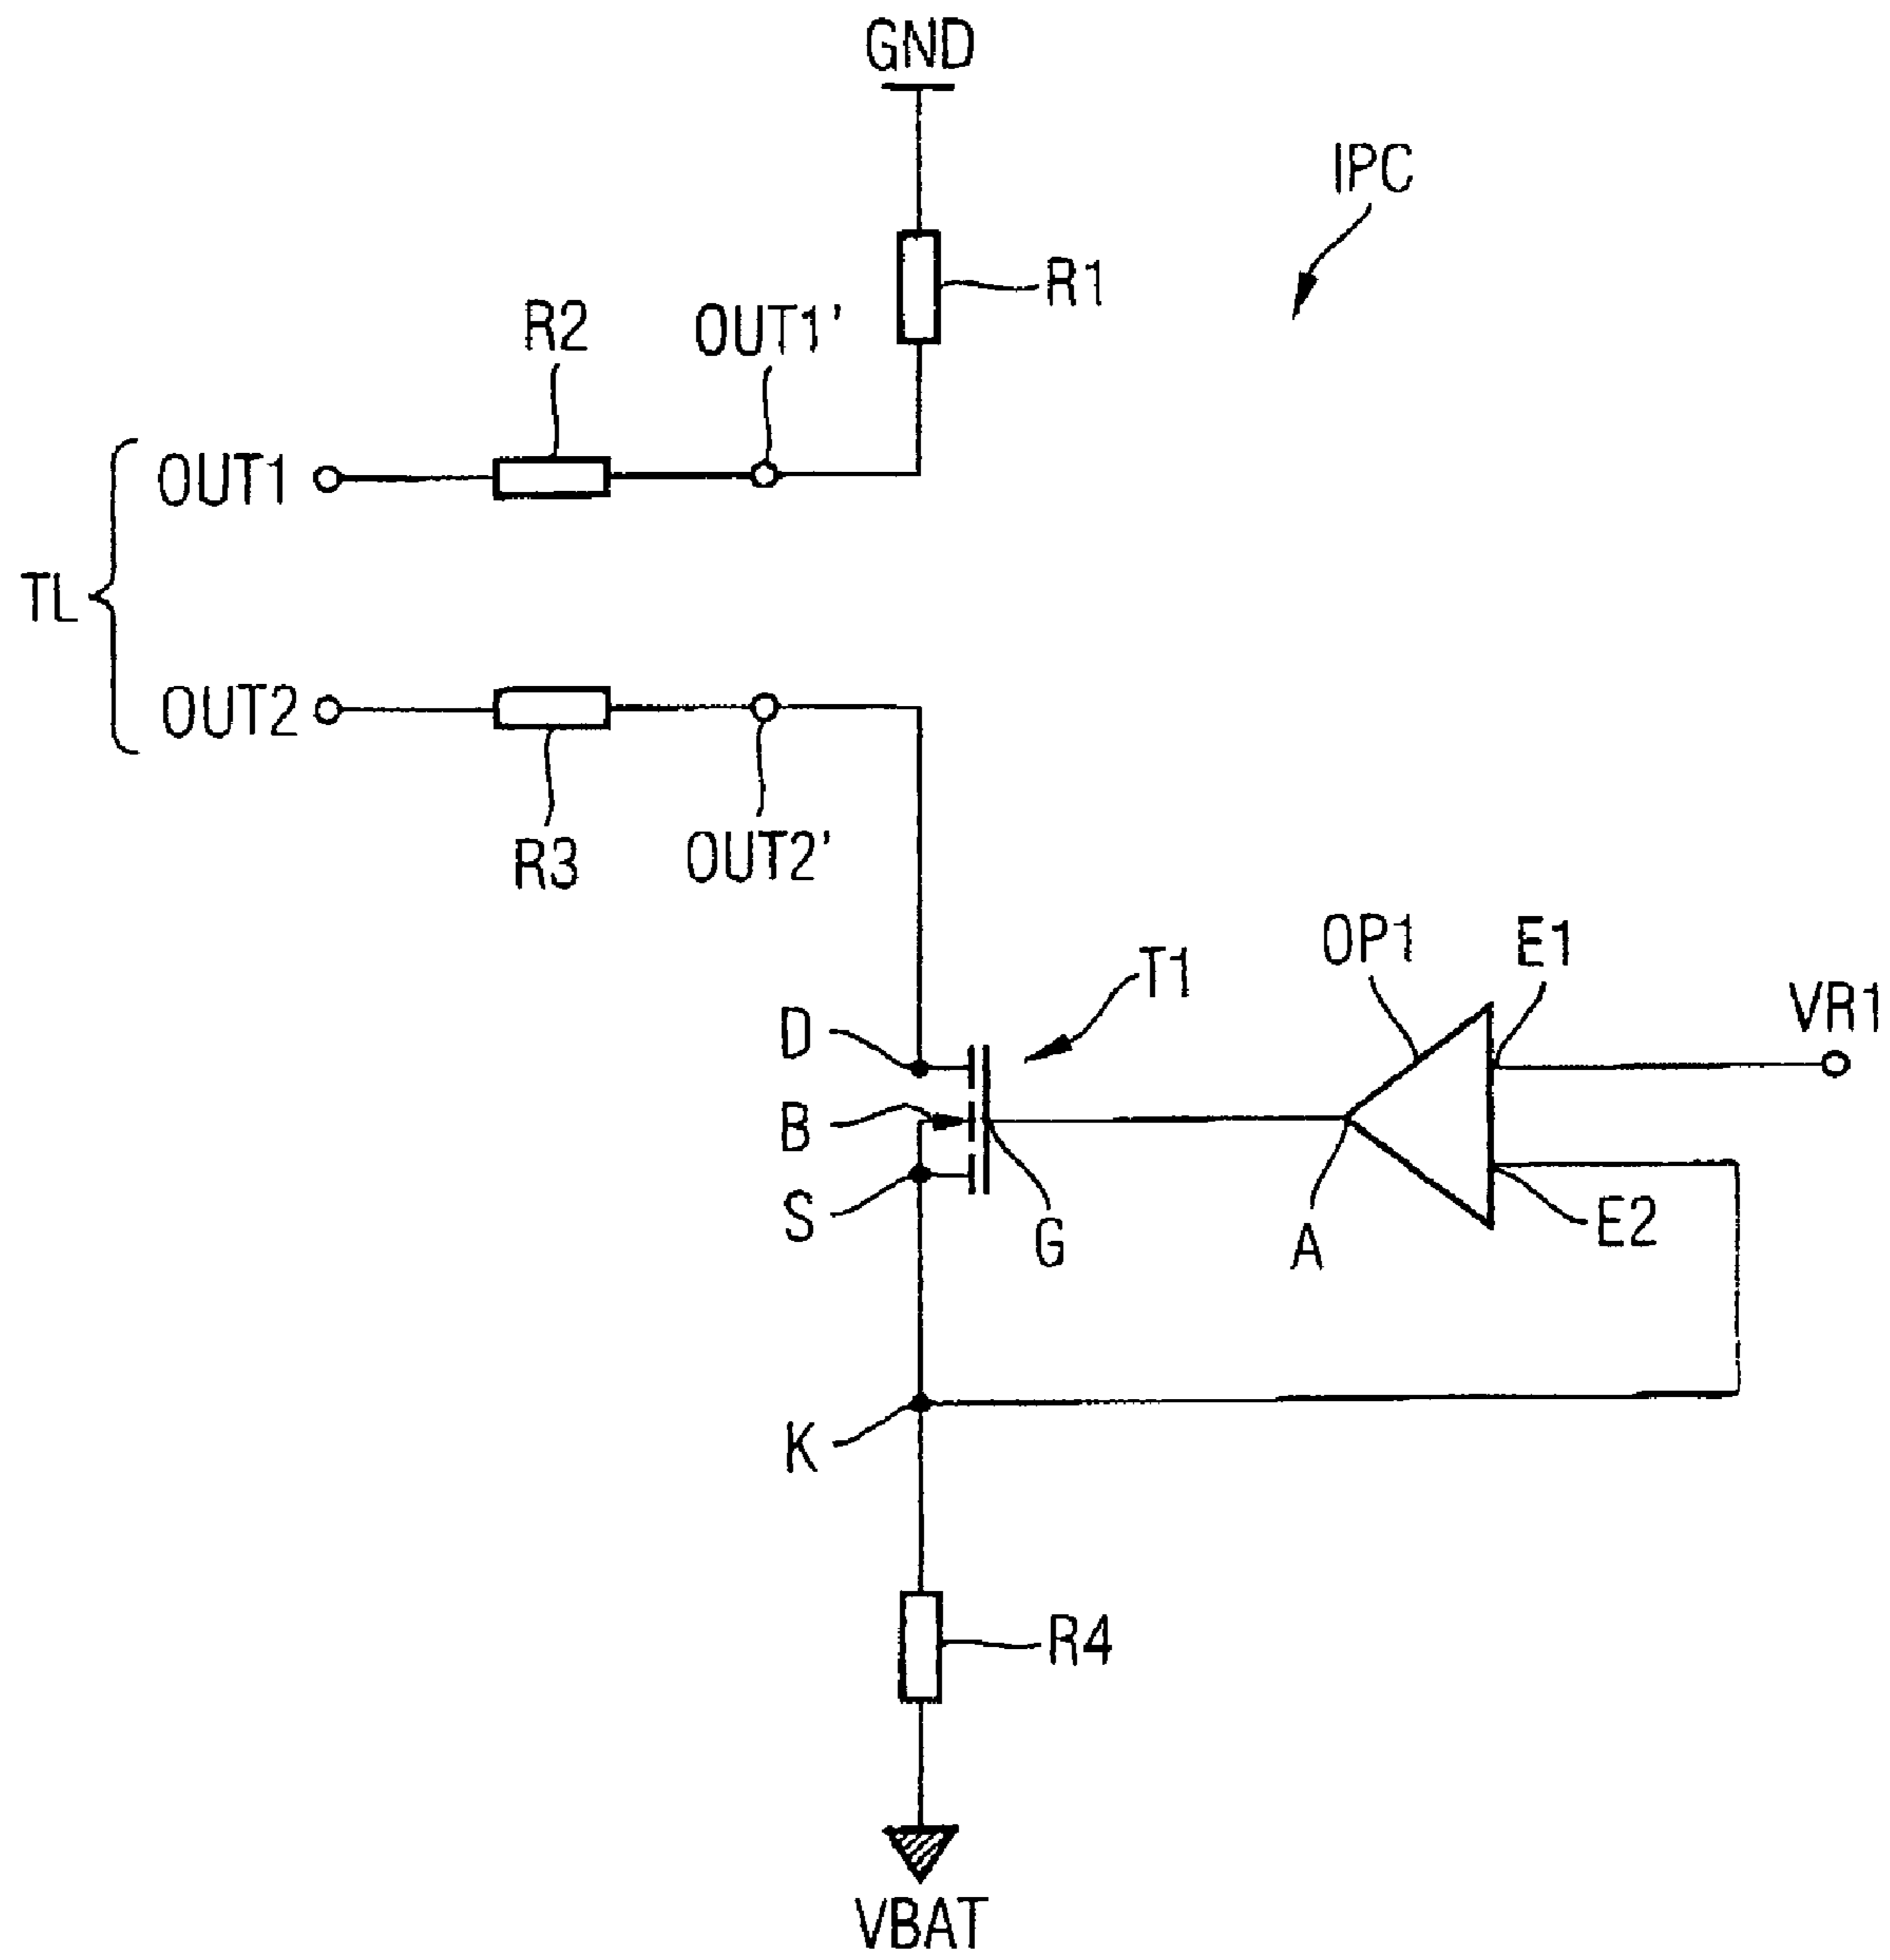 GND
IPC
R1
R2
OUT1'
OUT1
TL
OUT2
R3
OUT2'
OP1
E1
T1
VR1
D
B
S
G
A
E2
K
R4
VBAT